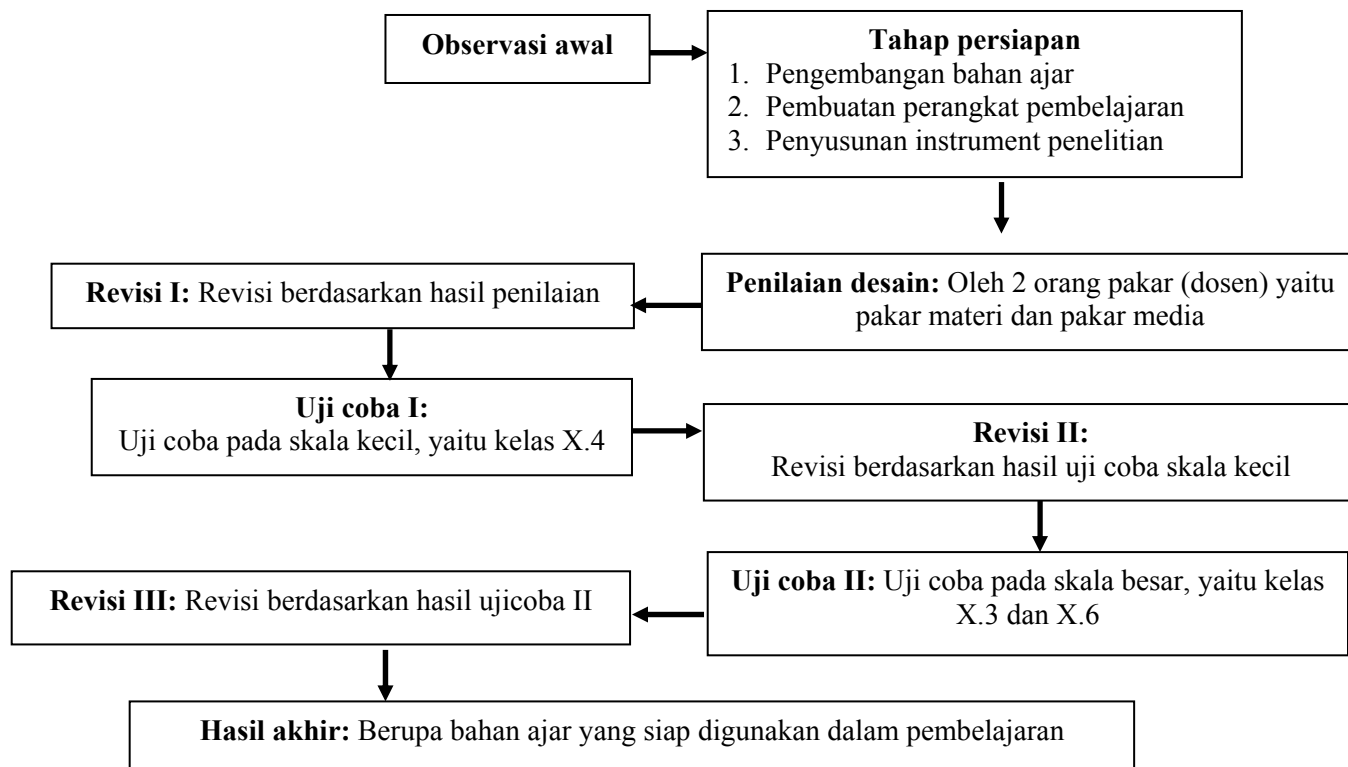 Observasi awal
Tahap persiapan
1. Pengembangan bahan ajar
2. Pembuatan perangkat pembelajaran
3. Penyusunan instrument penelitian
Penilaian desain: Oleh 2 orang pakar (dosen) yaitu
pakar materi dan pakar media
Revisi I: Revisi berdasarkan hasil penilaian
Uji coba I:
Uji coba pada skala kecil, yaitu kelas X.4
Revisi II:
Revisi berdasarkan hasil uji coba skala kecil
Uji coba II: Uji coba pada skala besar, yaitu kelas
X.3 dan X.6
Revisi III: Revisi berdasarkan hasil ujicoba II
Hasil akhir: Berupa bahan ajar yang siap digunakan dalam pembelajaran